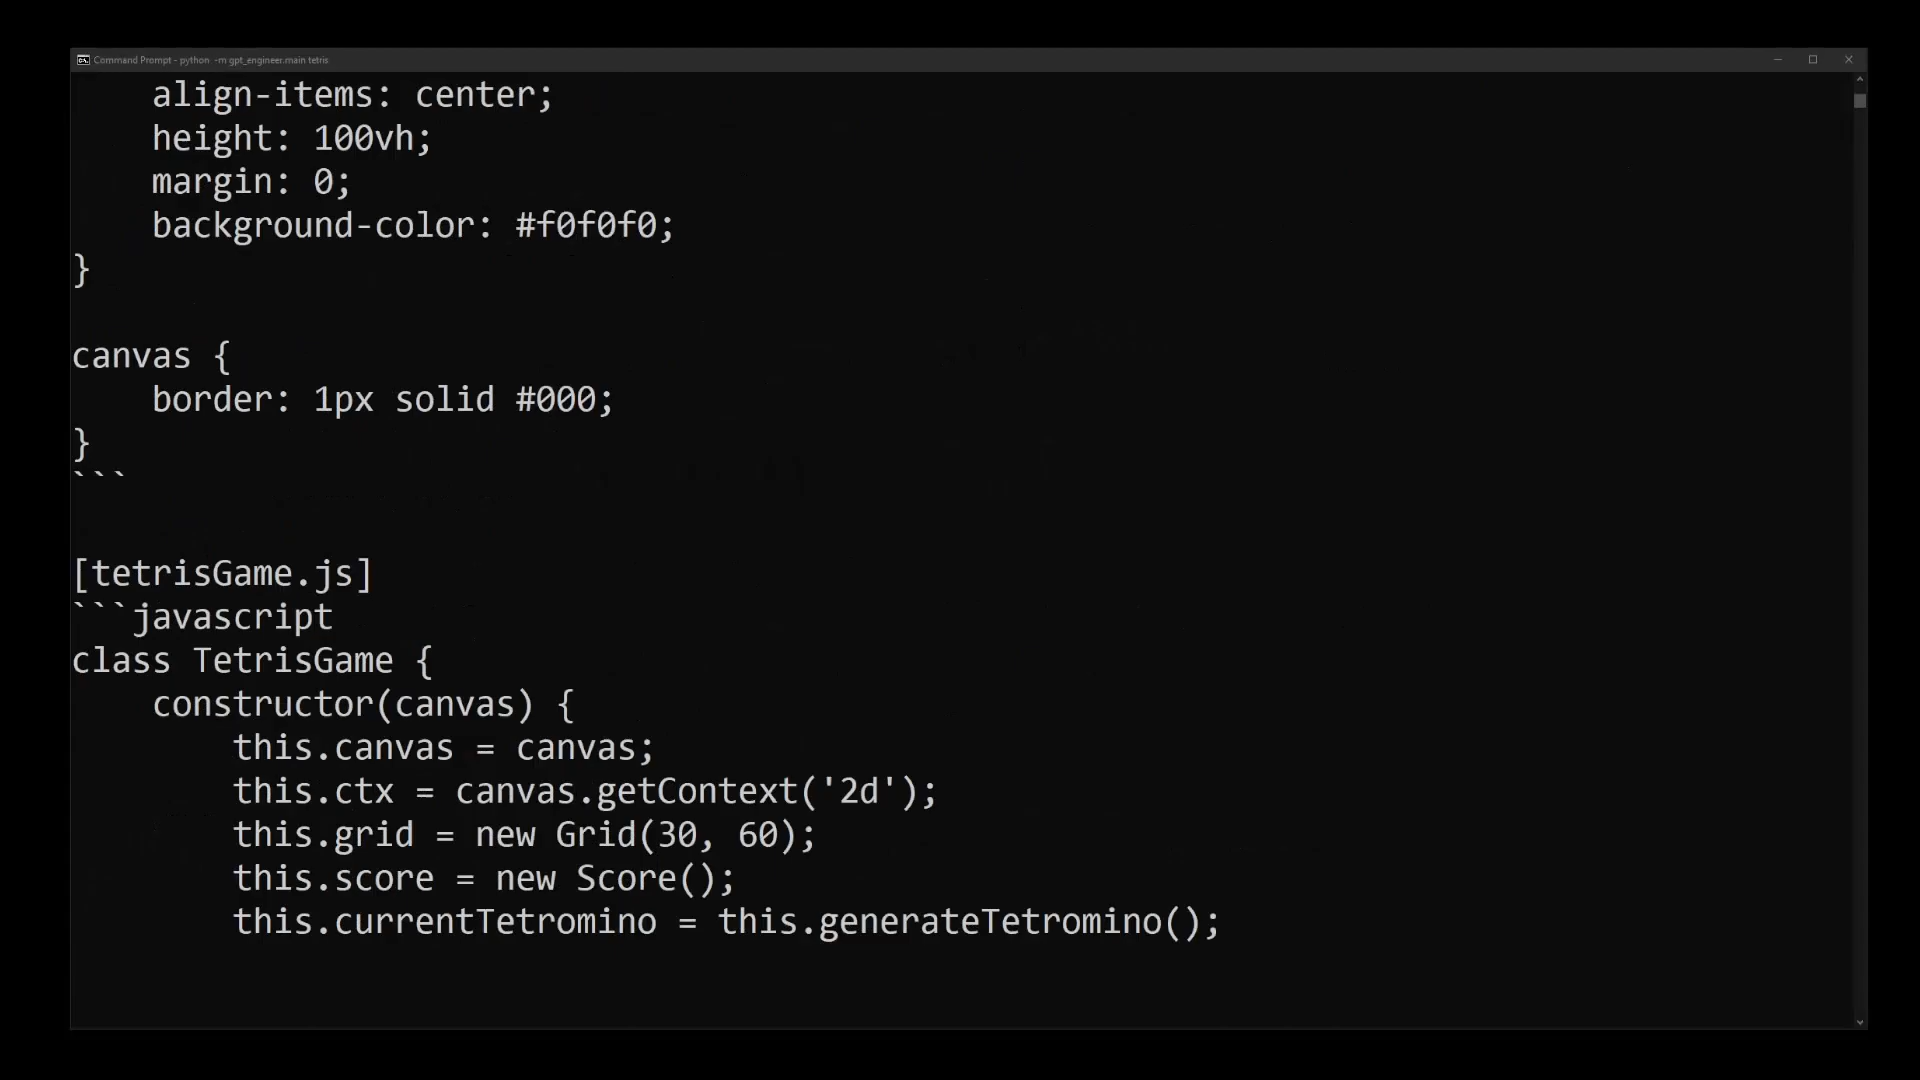 Command Prompt - python -m gpt_engineer.main tetris
align-items: center;
height: 100vh;
margin: 0;
background-color: #f0f0f0;
}
canvas {
border: 1px solid #000;
}
```
[tetrisGame.js]
```javascript
class TetrisGame {
constructor(canvas) {
this.canvas = canvas;
this.ctx = canvas.getContext('2d');
this.grid = new Grid(30, 60);
this.score = new Score();
this.currentTetromino = this.generateTetromino();